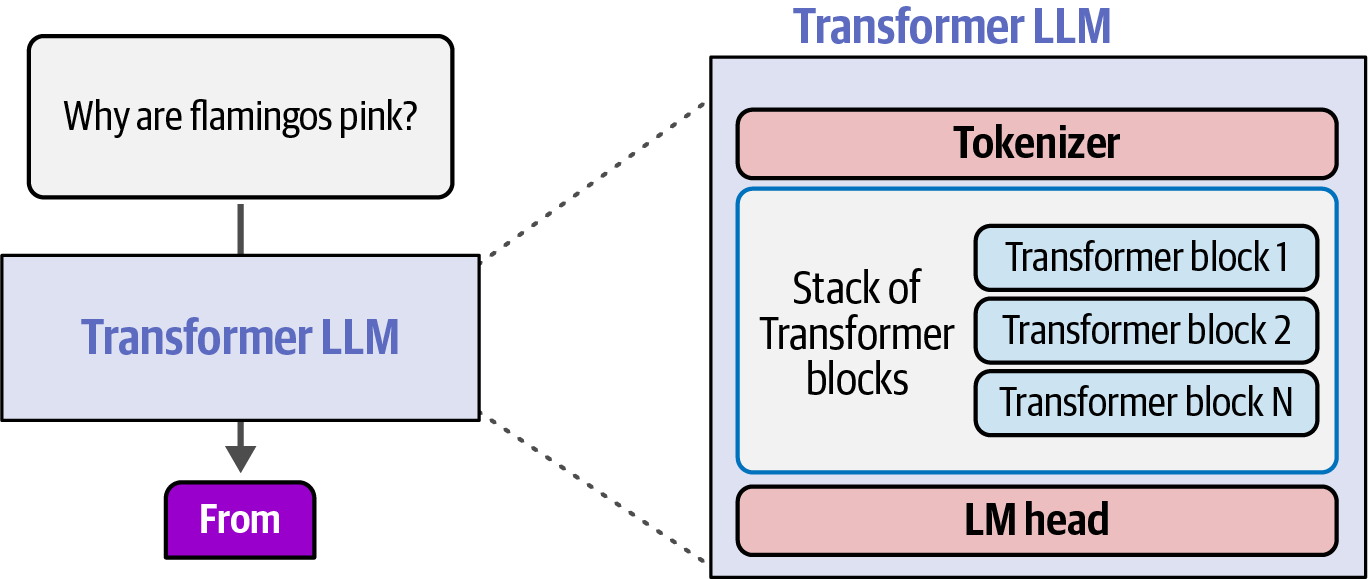 Why are flamingos pink?
Transformer LLM
From
Transformer LLM
Tokenizer
Stack of
Transformer
blocks
Transformer block 1
Transformer block 2
Transformer block N
LM head